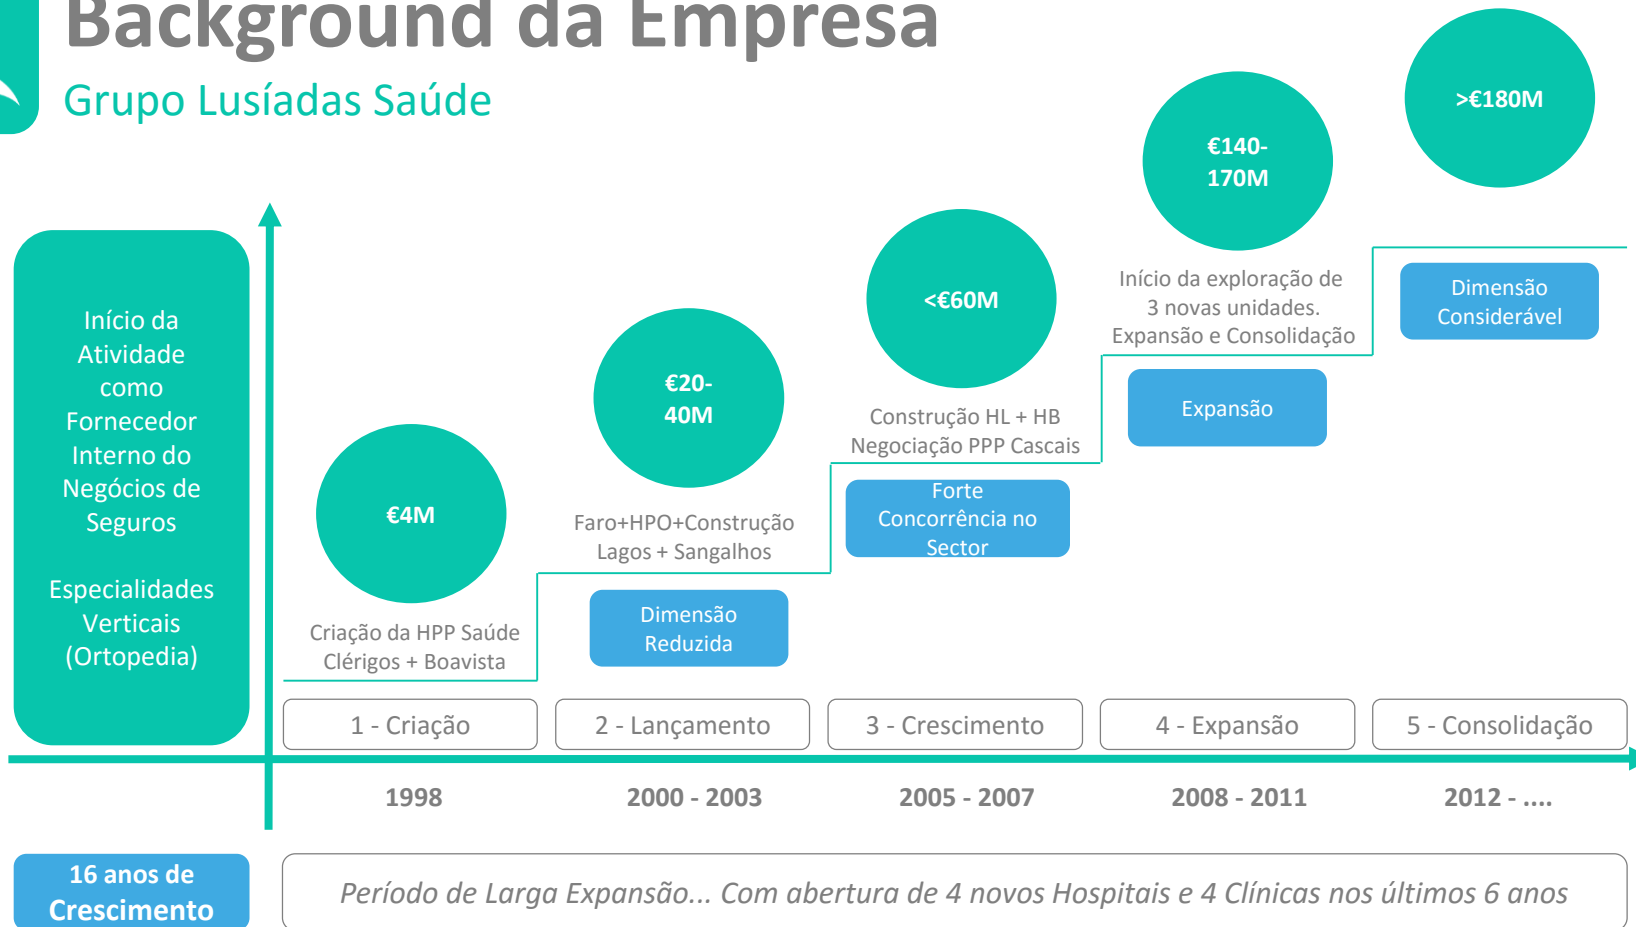 Background da Empresa
Grupo Lusíadas Saúde
Início da
Atividade
como
Fornecedor
Interno do
Negócios de
Seguros
Especialidades
Verticais
(Ortopedia)
€4M
Criação da HPP Saúde
Clérigos + Boavista
€20-
40M
Faro+HPO+Construção
Lagos + Sangalhos
Dimensão
Reduzida
<€60M
Construção HL + HB
Negociação PPP Cascais
Forte
Concorrência no
Sector
€140-
170M
Início da exploração de
3 novas unidades.
Expansão e Consolidação
Expansão
>€180M
Dimensão
Considerável
1 - Criação
2 - Lançamento
3 - Crescimento
4 - Expansão
5 - Consolidação
1998
2000 - 2003
2005 - 2007
2008 - 2011
2012 - ....
16 anos de
Crescimento
Período de Larga Expansão... Com abertura de 4 novos Hospitais e 4 Clínicas nos últimos 6 anos